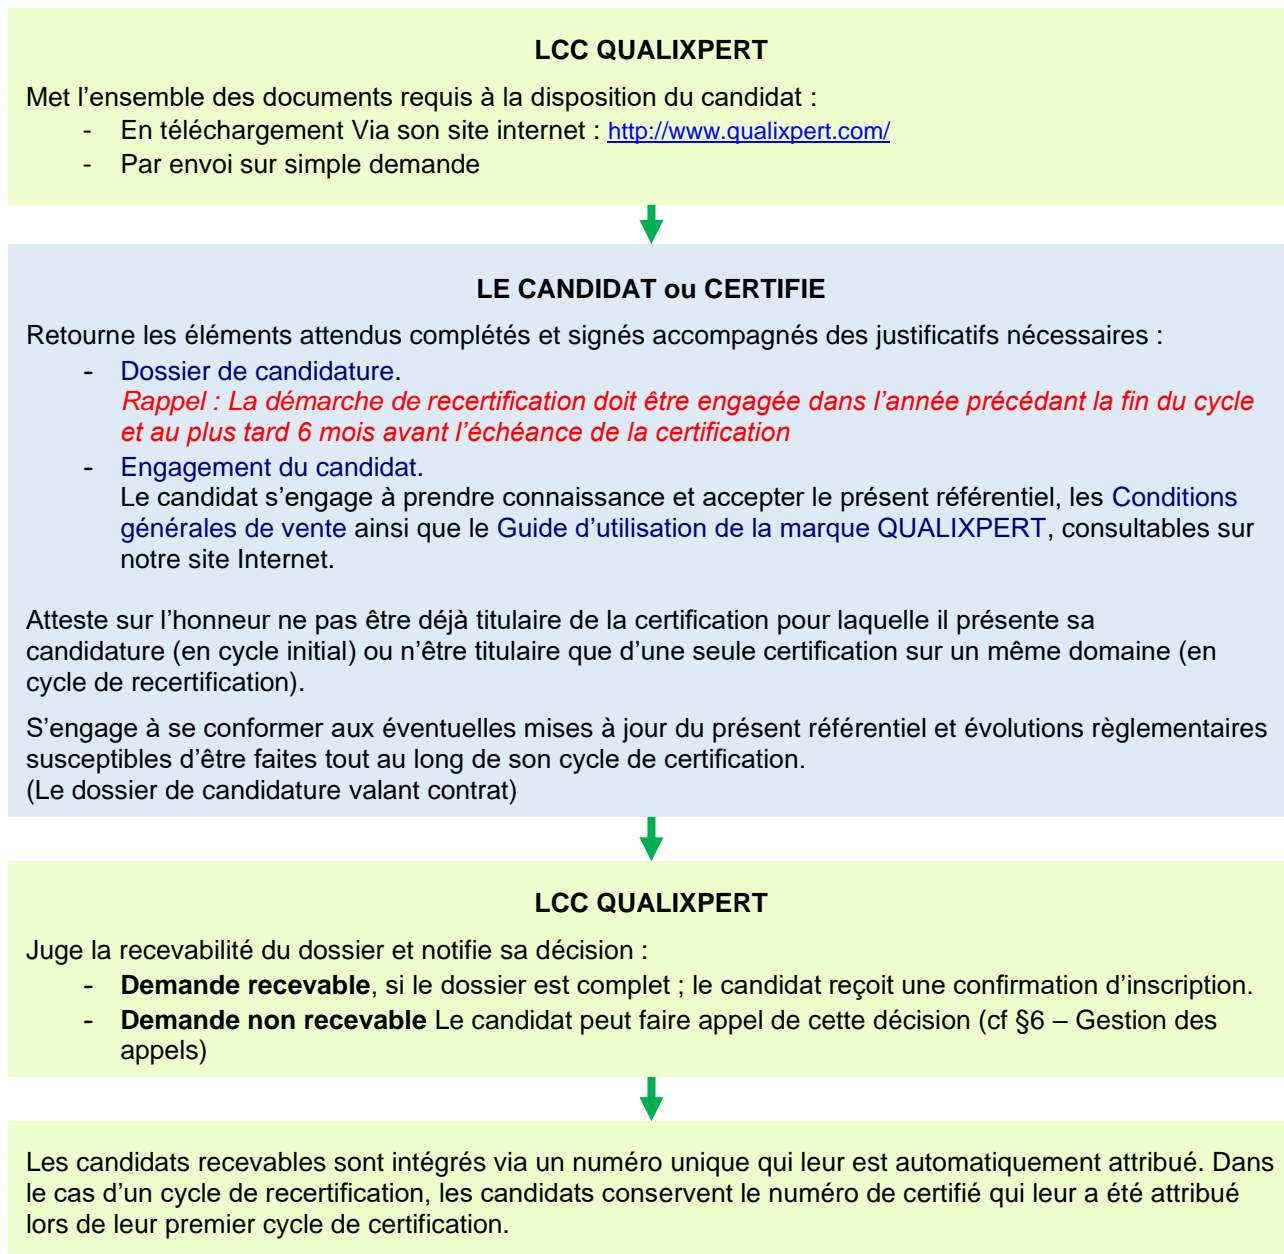 LCC QUALIXPERT
Met l’ensemble des documents requis à la disposition du candidat :
- En téléchargement Via son site internet : http://www.qualixpert.com/
- Par envoi sur simple demande
LE CANDIDAT ou CERTIFIE
Retourne les éléments attendus complétés et signés accompagnés des justificatifs nécessaires :
- Dossier de candidature.
Rappel : La démarche de recertification doit être engagée dans l’année précédant la fin du cycle
et au plus tard 6 mois avant l’échéance de la certification
- Engagement du candidat.
Le candidat s’engage à prendre connaissance et accepter le présent référentiel, les Conditions
générales de vente ainsi que le Guide d’utilisation de la marque QUALIXPERT, consultables sur
notre site Internet.
Atteste sur l’honneur ne pas être déjà titulaire de la certification pour laquelle il présente sa
candidature (en cycle initial) ou n’être titulaire que d’une seule certification sur un même domaine (en
cycle de recertification).
S’engage à se conformer aux éventuelles mises à jour du présent référentiel et évolutions règlementaires
susceptibles d’être faites tout au long de son cycle de certification.
(Le dossier de candidature valant contrat)
LCC QUALIXPERT
Juge la recevabilité du dossier et notifie sa décision :
- Demande recevable, si le dossier est complet ; le candidat reçoit une confirmation d’inscription.
- Demande non recevable Le candidat peut faire appel de cette décision (cf §6 – Gestion des
appels)
Les candidats recevables sont intégrés via un numéro unique qui leur est automatiquement attribué. Dans
le cas d’un cycle de recertification, les candidats conservent le numéro de certifié qui leur a été attribué
lors de leur premier cycle de certification.